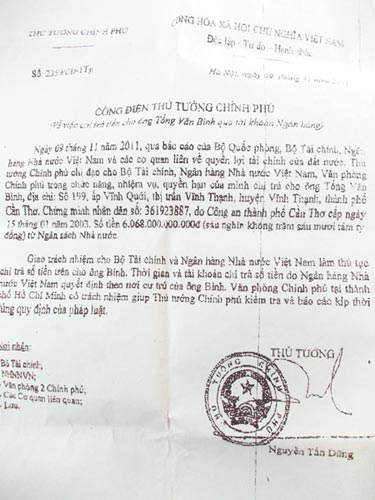 THỦ TƯỚNG CHÍNH PHỦ
CỘNG HÒA XÃ HỘI CHỦ NGHĨA VIỆT NAM
Độc lập - Tự do - Hạnh phúc
Số: 2359/CĐ-TTg
Hà Nội, ngày 09 tháng 11 năm 2011
CÔNG ĐIỆN THỦ TƯỚNG CHÍNH PHỦ
(Về việc chi trả tiền cho ông Tống Văn Bình qua tài khoản Ngân hàng)
Ngày 09 tháng 11 năm 2011, qua báo cáo của Bộ Quốc phòng, Bộ Tài chính, Ngân
hàng Nhà nước Việt Nam và các cơ quan liên về quyền lợi tài chính của đất nước. Thủ
tướng Chính phủ chỉ đạo cho Bộ Tài chính, Ngân hàng Nhà nước Việt Nam, Văn phòng
Chính phủ trong chức năng, nhiệm vụ, quyền hạn của mình chi trả cho ông Tống Văn
Bình, địa chỉ: Số 199, ấp Vĩnh Quới, thị trấn Vĩnh Thạnh, huyện Vĩnh Thạnh, thành phố
Cần Thơ. Chứng minh nhân dân số: 361923887, do Công an thành phố Cần Thơ cấp ngày
15 tháng 01 năm 2003. Số tiền 6.068.000.000.000đ (sáu nghìn không trăm sáu mươi tám tỷ
đồng) từ Ngân sách Nhà nước.
Giao trách nhiệm cho Bộ Tài chính và Ngân hàng Nhà nước Việt Nam làm thủ tục
chi trả số tiền trên cho ông Bình. Thời gian và tài khoản chi trả số tiền do Ngân hàng Nhà
nước Việt Nam quyết định theo nơi cư trú của ông Bình. Văn phòng Chính phủ tại thành
phố Hồ Chí Minh có trách nhiệm giúp Thủ tướng Chính phủ kiểm tra và báo cáo kịp thời
đúng quy định của pháp luật.
Nơi nhận:
Bộ Tài chính;
NHNNVN;
Văn phòng 2 Chính phủ;
Các Cơ quan liên quan;
Lưu.
THỦ TƯỚNG
THỦ TƯỚNG CHÍNH PHỦ
Nguyễn Tấn Dũng